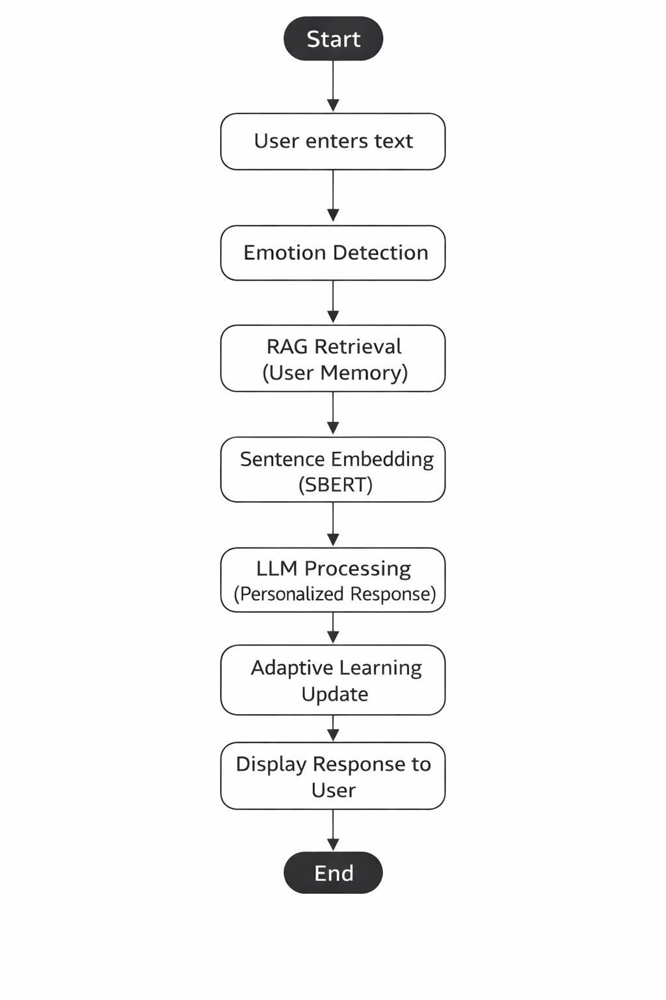 Start
User enters text
Emotion Detection
RAG Retrieval
(User Memory)
Sentence Embedding
(SBERT)
LLM Processing
(Personalized Response)
Adaptive Learning
Update
Display Response to
User
End